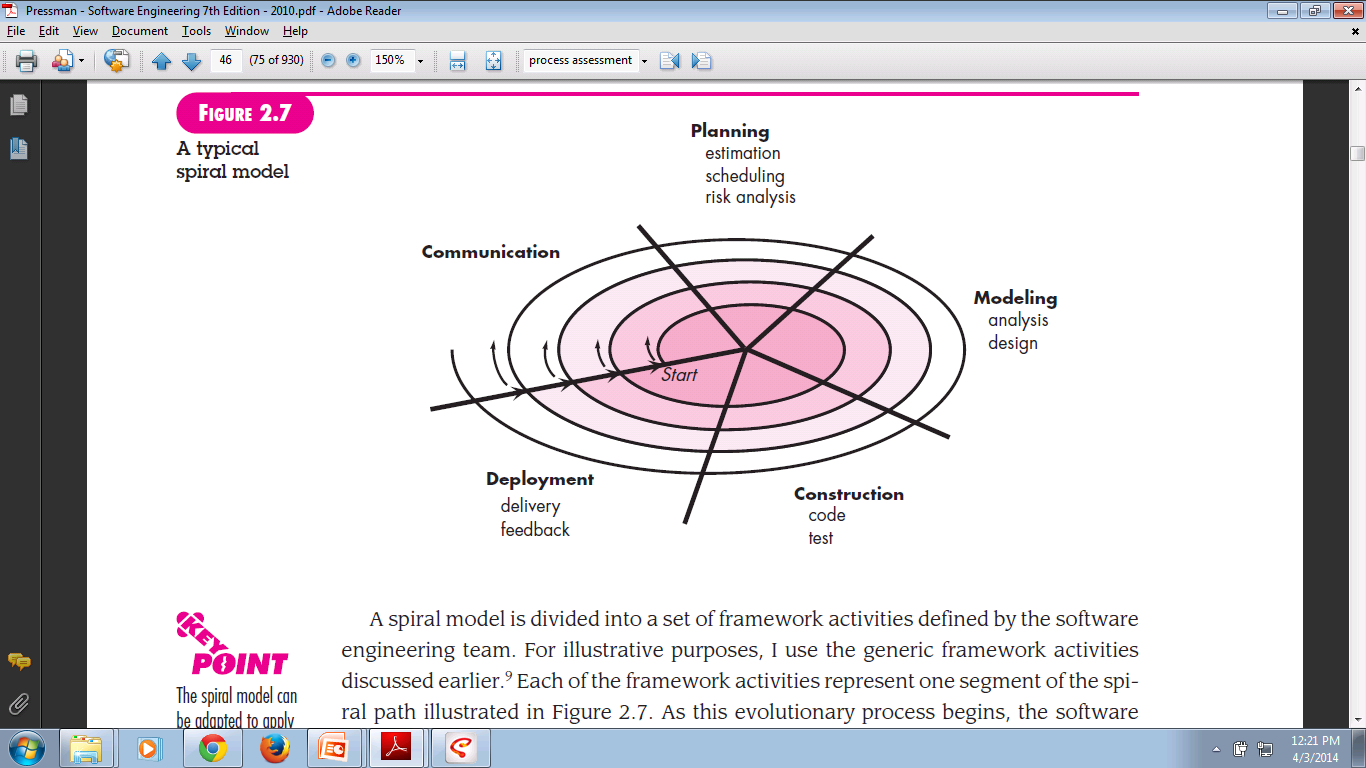 Pressman - Software Engineering 7th Edition - 2010.pdf - Adobe Reader
File Edit View Document Tools Window Help
46 (75 of 930) 150% process assessment
FIGURE 2.7
A typical
spiral model
Planning
estimation
scheduling
risk analysis
Communication
Modeling
analysis
design
Start
Deployment
delivery
feedback
Construction
code
test
KEY
POINT
The spiral model can
be adapted to apply
A spiral model is divided into a set of framework activities defined by the software
engineering team. For illustrative purposes, I use the generic framework activities
discussed earlier.9 Each of the framework activities represent one segment of the spi-
ral path illustrated in Figure 2.7. As this evolutionary process begins, the software
12:21 PM
4/3/2014